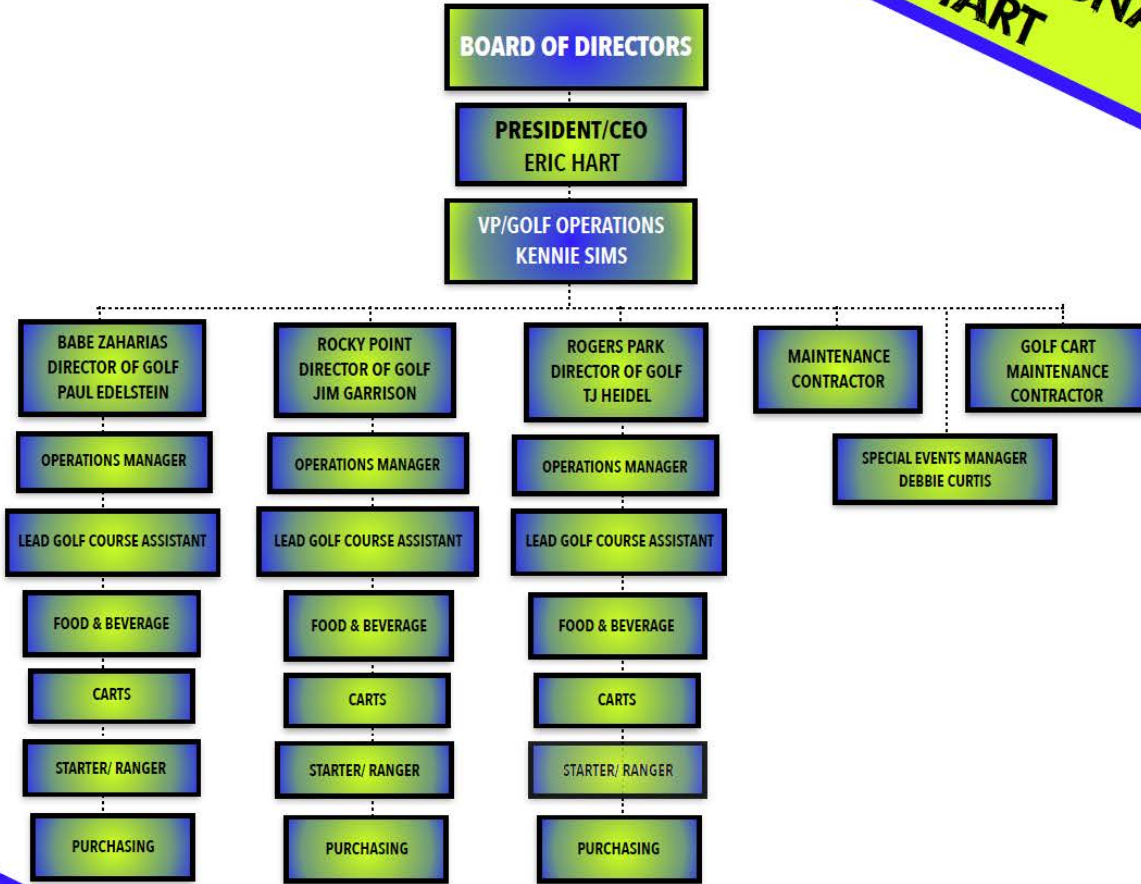 HART
BOARD OF DIRECTORS
PRESIDENT/CEO
ERIC HART
VP/GOLF OPERATIONS
KENNIE SIMS
BABE ZAHARIAS
DIRECTOR OF GOLF
PAUL EDELSTEIN
OPERATIONS MANAGER
LEAD GOLF COURSE ASSISTANT
FOOD & BEVERAGE
CARTS
STARTER/ RANGER
PURCHASING
ROCKY POINT
DIRECTOR OF GOLF
JIM GARRISON
OPERATIONS MANAGER
LEAD GOLF COURSE ASSISTANT
FOOD & BEVERAGE
CARTS
STARTER/ RANGER
PURCHASING
ROGERS PARK
DIRECTOR OF GOLF
TJ HEIDEL
OPERATIONS MANAGER
LEAD GOLF COURSE ASSISTANT
FOOD & BEVERAGE
CARTS
STARTER/ RANGER
PURCHASING
MAINTENANCE
CONTRACTOR
SPECIAL EVENTS MANAGER
DEBBIE CURTIS
GOLF CART
MAINTENANCE
CONTRACTOR